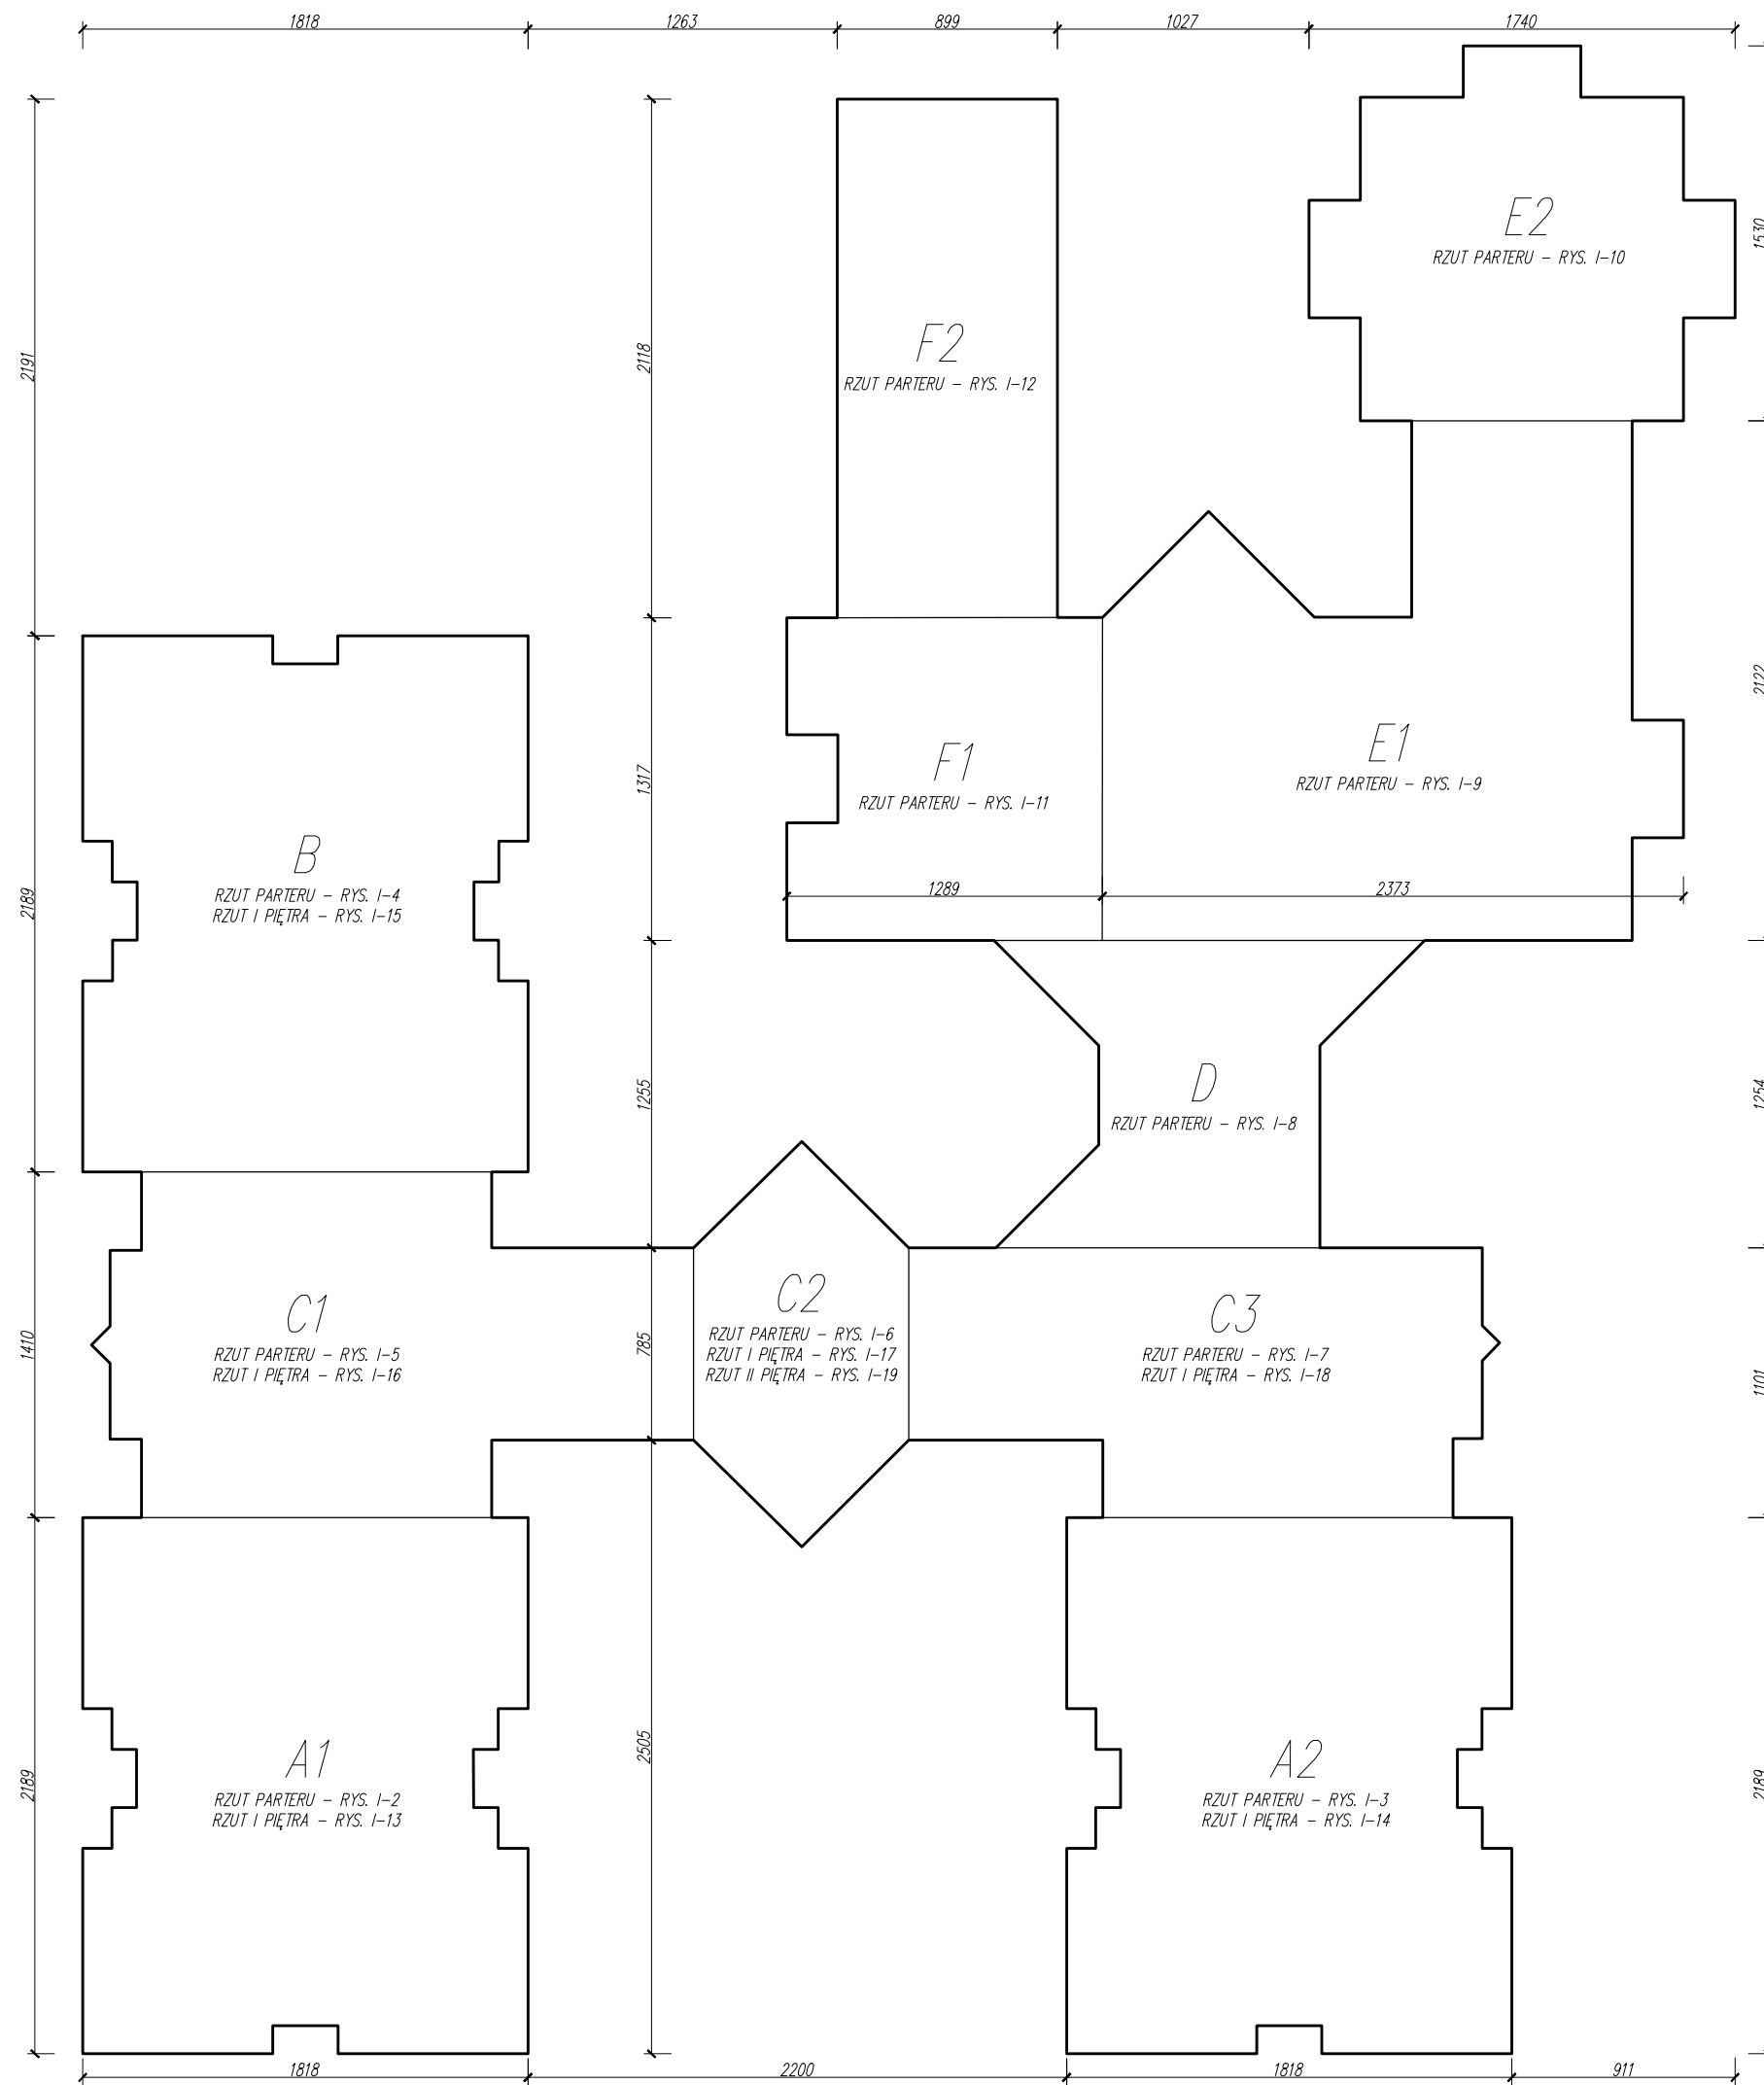 1818
1263
899
1027
1740
E2
RZUT PARTERU - RYS. I-10
1530
F2
RZUT PARTERU - RYS. I-12
2191
2118
2122
E1
RZUT PARTERU - RYS. I-9
F1
RZUT PARTERU - RYS. I-11
1317
1289
2373
B
RZUT PARTERU - RYS. I-4
RZUT I PIĘTRA - RYS. I-15
2189
D
RZUT PARTERU - RYS. I-8
1255
1254
C1
RZUT PARTERU - RYS. I-5
RZUT I PIĘTRA - RYS. I-16
1410
C2
RZUT PARTERU - RYS. I-6
RZUT I PIĘTRA - RYS. I-17
RZUT II PIĘTRA - RYS. I-19
785
C3
RZUT PARTERU - RYS. I-7
RZUT I PIĘTRA - RYS. I-18
1101
A1
RZUT PARTERU - RYS. I-2
RZUT I PIĘTRA - RYS. I-13
2189
2505
A2
RZUT PARTERU - RYS. I-3
RZUT I PIĘTRA - RYS. I-14
2189
1818
2200
1818
911